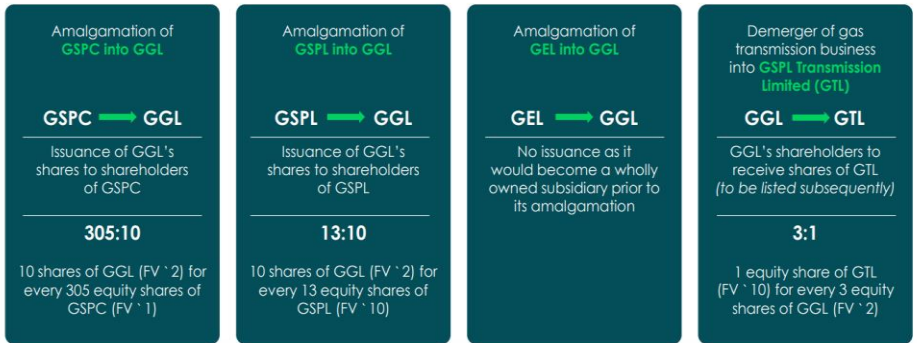 Amalgamation of
GSPC into GGL
GSPC GGL
Issuance of GGL's
shares to shareholders
of GSPC
305:10
10 shares of GGL (FV ` 2) for
every 305 equity shares of
GSPC (FV ` 1)
Amalgamation of
GSPL into GGL
GSPL GGL
Issuance of GGL's
shares to shareholders
of GSPL
13:10
10 shares of GGL (FV ` 2) for
every 13 equity shares of
GSPL (FV ` 10)
Amalgamation of
GEL into GGL
GEL GGL
No issuance as it
would become a wholly
owned subsidiary prior to
its amalgamation
Demerger of gas
transmission business
into GSPL Transmission
Limited (GTL)
GGL GTL
GGL's shareholders to
receive shares of GTL
(to be listed subsequently)
3:1
1 equity share of GTL
(FV ` 10) for every 3 equity
shares of GGL (FV ` 2)